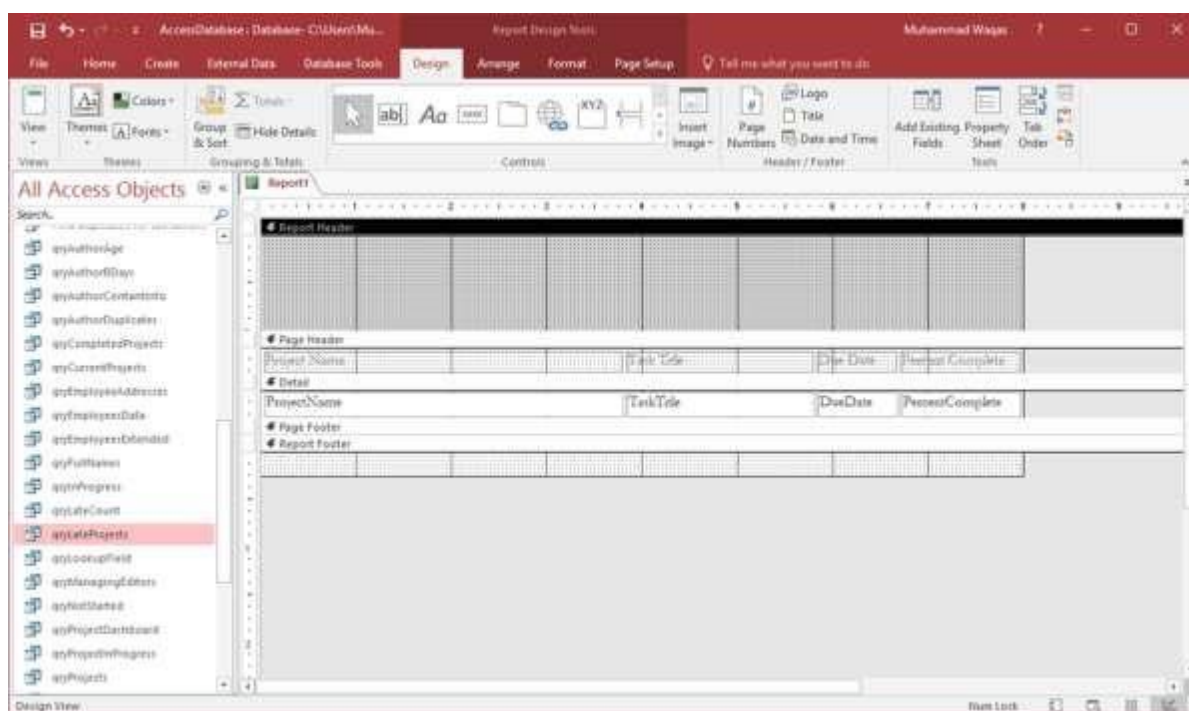 AccessDatabase : Database- C:\Users\Mu... Report Design Tools Muhammad Waqas ?
File Home Create External Data Database Tools Design Arrange Format Page Setup Tell me what you want to do
View Themes Colors Fonts Group & Sort Totals Hide Details ab| Aa XYZ Insert Image Page Numbers # Logo Title Date and Time Add Existing Fields Property Sheet Tab Order
Views Themes Grouping & Totals Controls Header / Footer Tools
All Access Objects
Report1
Search..
Report Header
qryAuthorAge
qryAuthorBDays
qryAuthorContantInfo
qryAuthorDuplicates
qryCompletedProjects
qryCurrentProjects
qryEmployeeAddresses
qryEmployeesData
qryEmployeesExtended
qryFullNames
qryInProgress
qryLateCount
qryLateProjects
qryLookupField
qryManagingEditors
qryNotStarted
qryProjectDashboard
qryProjectInProgress
qryProjects
Page Header
Project Name Task Title Due Date Percent Complete
Detail
ProjectName TaskTitle DueDate PercentComplete
Page Footer
Report Footer
Design View Num Lock